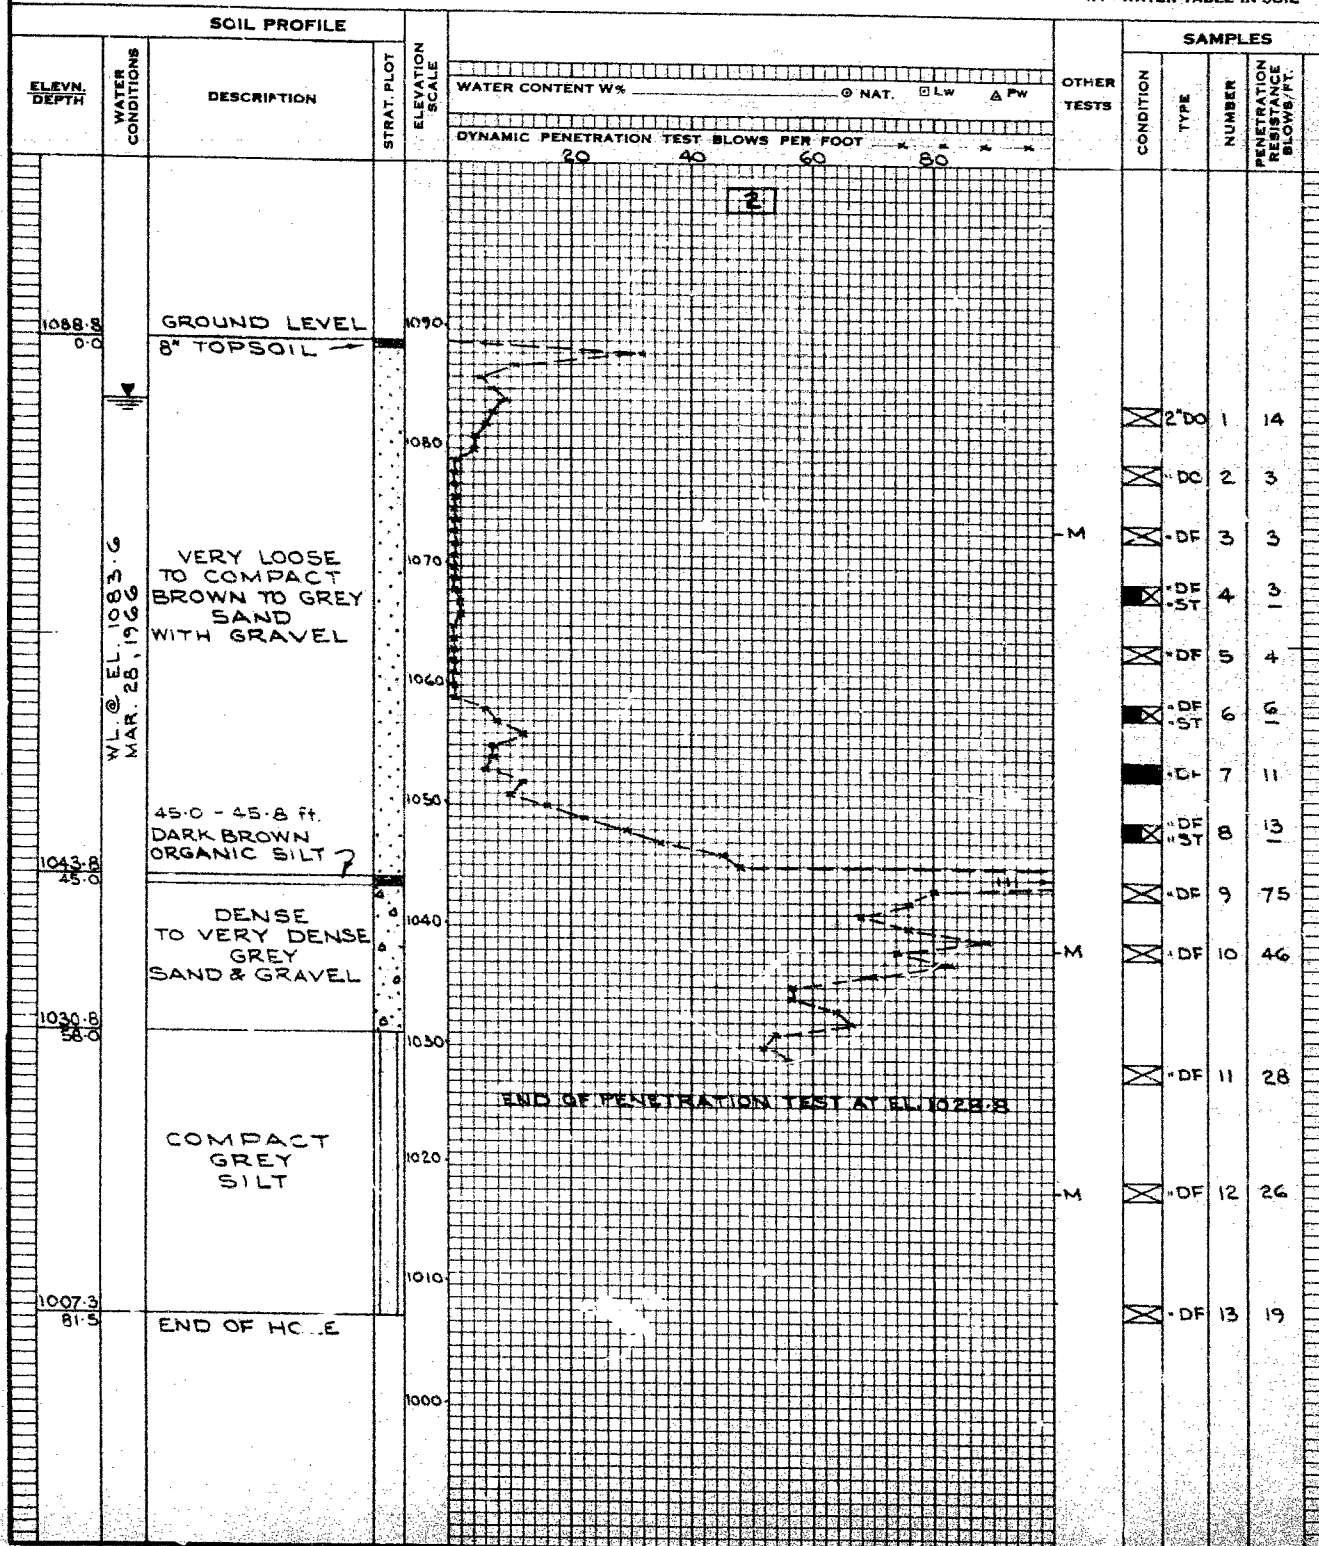 WATER TABLE IN SOIL
SOIL PROFILE
SAMPLES
ELEVN.
DEPTH
WATER
CONDITIONS
DESCRIPTION
STRAT. PLOT
ELEVATION
SCALE
WATER CONTENT W% ⊙ NAT. ⊡ LW △ PW
DYNAMIC PENETRATION TEST BLOWS PER FOOT
20 40 60 80
OTHER
TESTS
CONDITION
TYPE
NUMBER
PENETRATION
RESISTANCE
BLOWS/FT.
2
1088.8
0.0
GROUND LEVEL
8" TOPSOIL
1090
1080
1070
1060
1050
1040
1030
1020
1010
1000
W.L. @ EL. 1083.6
MAR. 28, 1966
VERY LOOSE
TO COMPACT
BROWN TO GREY
SAND
WITH GRAVEL
45.0 - 45.8 ft.
DARK BROWN
ORGANIC SILT
1043.8
45.0
DENSE
TO VERY DENSE
GREY
SAND & GRAVEL
1030.8
58.0
COMPACT
GREY
SILT
1007.3
81.5
END OF
END OF PENETRATION TEST AT EL. 1028.8
M
M
M
2" DO 1 14
" DO 2 3
" DF 3 3
" DF 4 3
" ST –
" DF 5 4
" DF 6 6
" ST –
" 7 11
" DF 8 13
" ST –
" DF 9 75
" DF 10 46
" DF 11 28
" DF 12 26
" DF 13 19